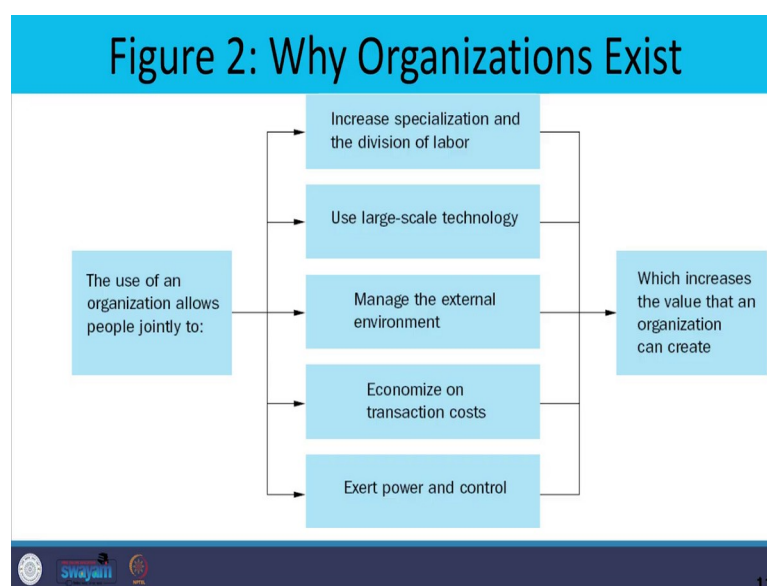 Figure 2: Why Organizations Exist
Increase specialization and
the division of labor
Use large-scale technology
The use of an
organization allows
people jointly to:
Manage the external
environment
Which increases
the value that an
organization
can create
Economize on
transaction costs
Exert power and control
swayam